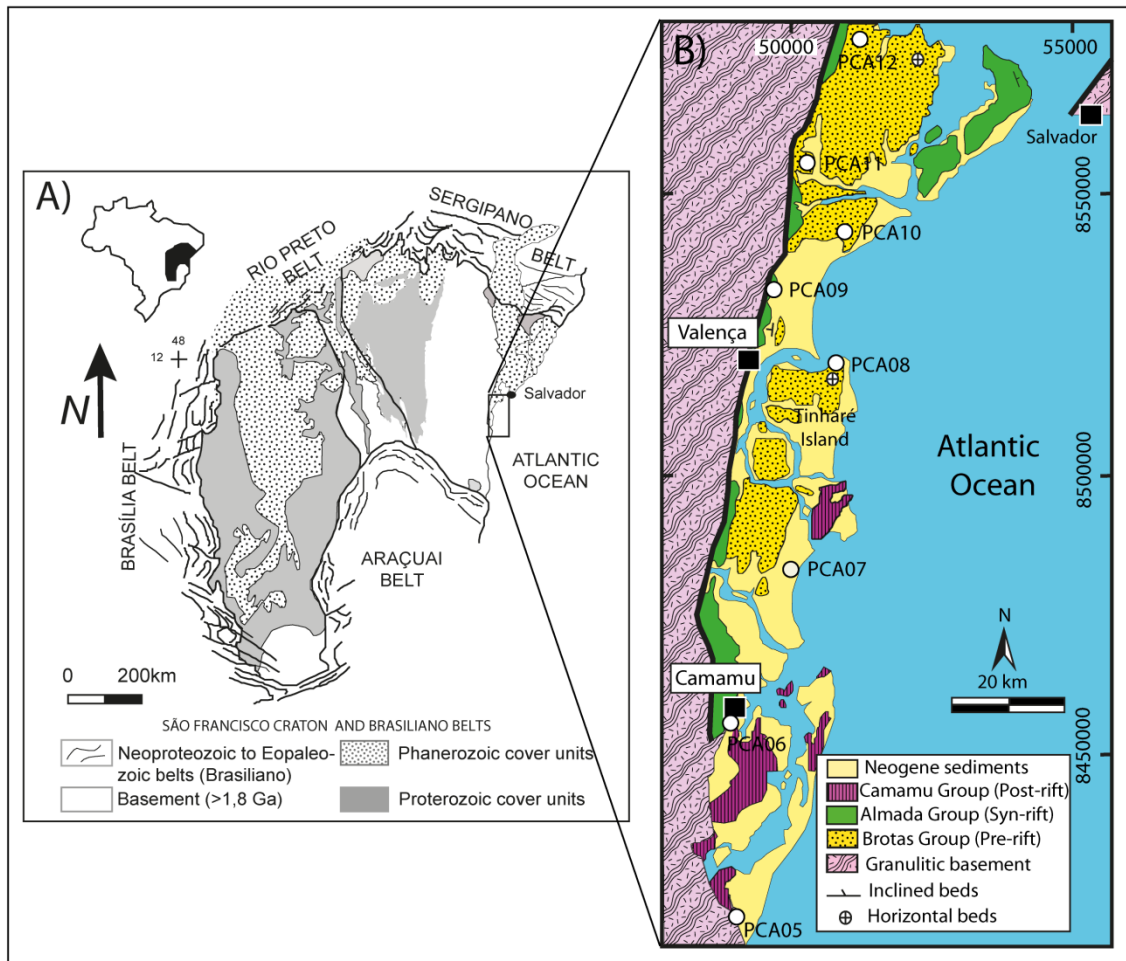 A)
SERGIPANO
BELT
RIO PRETO
BELT
48
12
N
Salvador
ATLANTIC
OCEAN
BRASÍLIA BELT
ARAÇUAI
BELT
0 200km
SÃO FRANCISCO CRATON AND BRASILIANO BELTS
Neoproteozoic to Eopaleo-
zoic belts (Brasiliano)
Phanerozoic cover units
Basement (>1,8 Ga)
Proterozoic cover units
B)
50000
55000
PCA12
Salvador
PCA11
8550000
PCA10
PCA09
Valença
PCA08
Tinharé
Island
Atlantic
Ocean
8500000
PCA07
N
20 km
Camamu
PCA06
8450000
Neogene sediments
Camamu Group (Post-rift)
Almada Group (Syn-rift)
Brotas Group (Pre-rift)
Granulitic basement
Inclined beds
Horizontal beds
PCA05